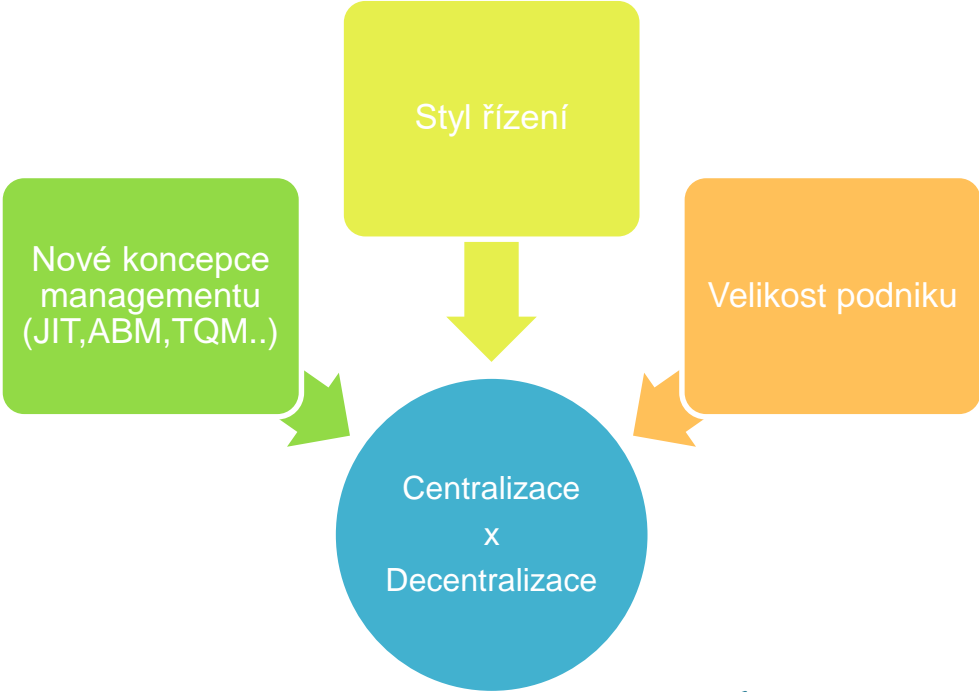 Styl řízení
Nové koncepce
managementu
(JIT,ABM,TQM..)
Velikost podniku
Centralizace
x
Decentralizace